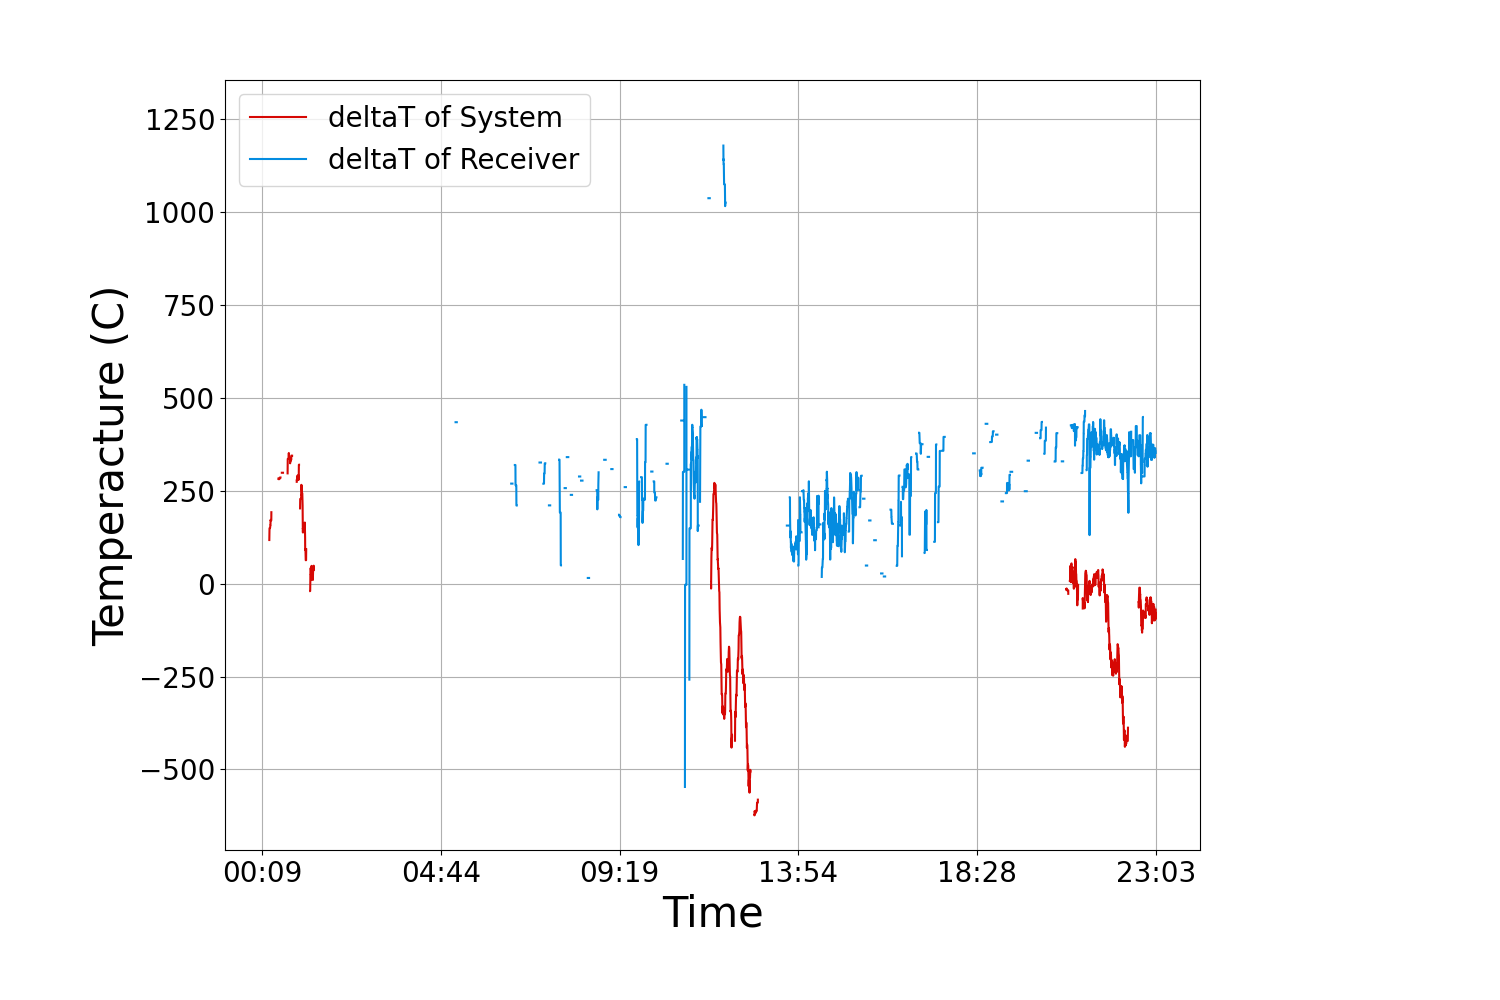 deltaT of System
deltaT of Receiver
1250
1000
750
500
250
0
−250
−500
Temperacture (C)
00:09 04:44 09:19 13:54 18:28 23:03
Time